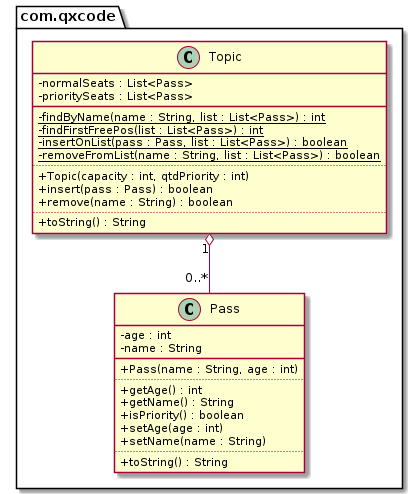 com.qxcode
C Topic
-normalSeats : List<Pass>
-prioritySeats : List<Pass>
-findByName(name : String, list : List<Pass>) : int
-findFirstFreePos(list : List<Pass>) : int
-insertOnList(pass : Pass, list : List<Pass>) : boolean
-removeFromList(name : String, list : List<Pass>) : boolean
+Topic(capacity : int, qtdPriority : int)
+insert(pass : Pass) : boolean
+remove(name : String) : boolean
+toString() : String
1
0..*
C Pass
-age : int
-name : String
+Pass(name : String, age : int)
+getAge() : int
+getName() : String
+isPriority() : boolean
+setAge(age : int)
+setName(name : String)
+toString() : String